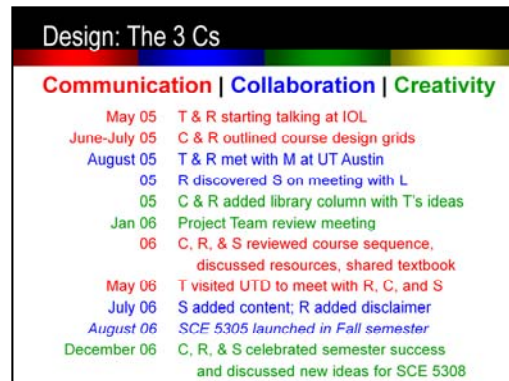 Design: The 3 Cs
Communication | Collaboration | Creativity
May 05 T & R starting talking at IOL
June-July 05 C & R outlined course design grids
August 05 T & R met with M at UT Austin
05 R discovered S on meeting with L
05 C & R added library column with T's ideas
Jan 06 Project Team review meeting
06 C, R, & S reviewed course sequence,
discussed resources, shared textbook
May 06 T visited UTD to meet with R, C, and S
July 06 S added content; R added disclaimer
August 06 SCE 5305 launched in Fall semester
December 06 C, R, & S celebrated semester success
and discussed new ideas for SCE 5308